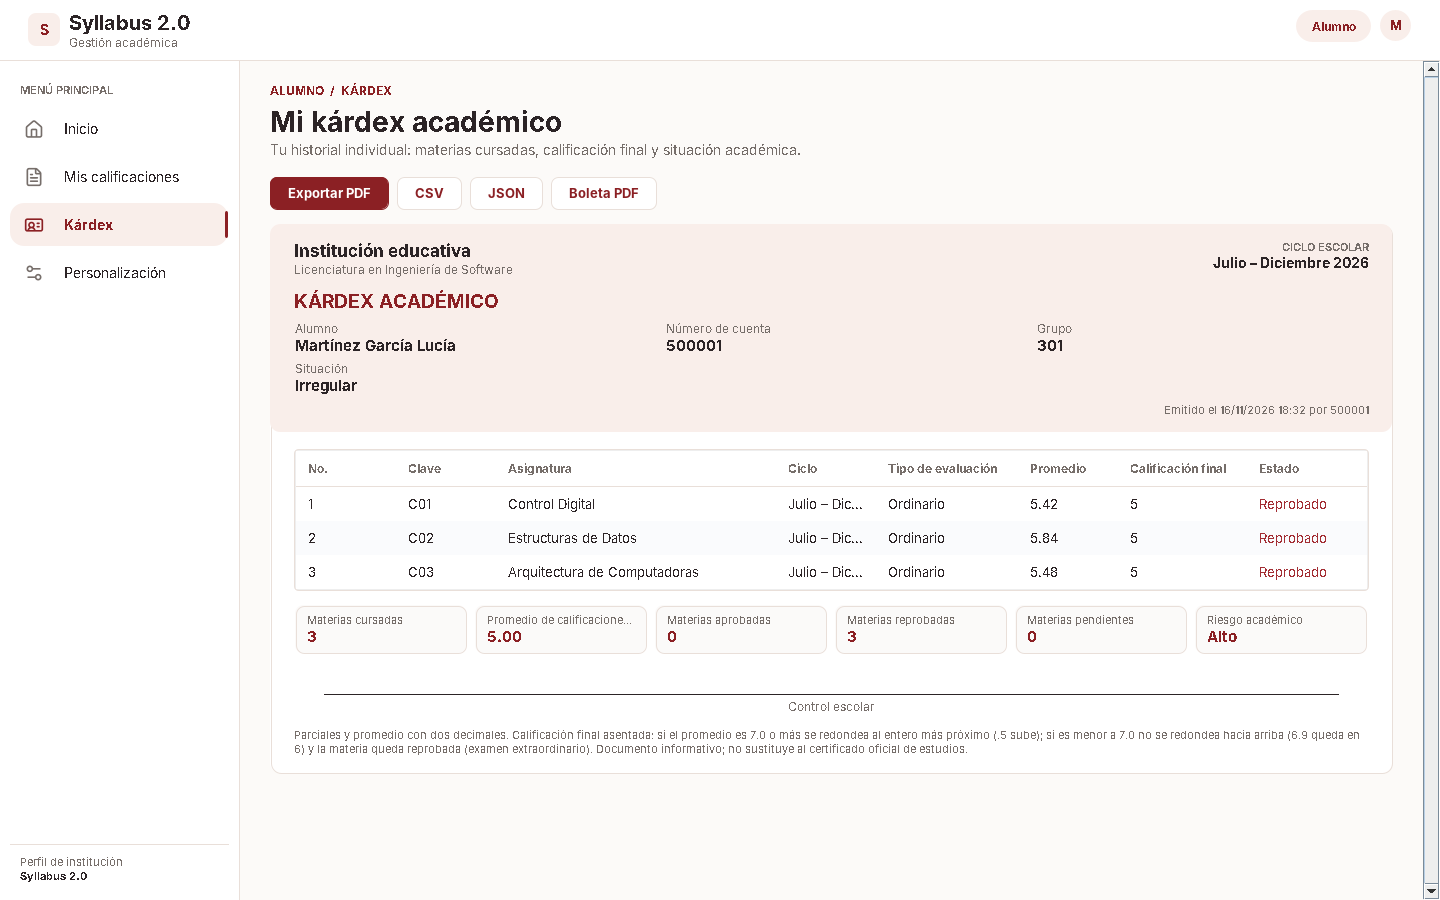 S
Syllabus 2.0
Gestión académica
Alumno
M
MENÚ PRINCIPAL
Inicio
Mis calificaciones
Kárdex
Personalización
Perfil de institución
Syllabus 2.0
ALUMNO / KÁRDEX
Mi kárdex académico
Tu historial individual: materias cursadas, calificación final y situación académica.
Exportar PDF CSV JSON Boleta PDF
Institución educativa
Licenciatura en Ingeniería de Software
CICLO ESCOLAR
Julio – Diciembre 2026
KÁRDEX ACADÉMICO
Alumno Número de cuenta Grupo
Martínez García Lucía 500001 301
Situación
Irregular
Emitido el 16/11/2026 18:32 por 500001
No. Clave Asignatura Ciclo Tipo de evaluación Promedio Calificación final Estado
1 C01 Control Digital Julio – Dic... Ordinario 5.42 5 Reprobado
2 C02 Estructuras de Datos Julio – Dic... Ordinario 5.84 5 Reprobado
3 C03 Arquitectura de Computadoras Julio – Dic... Ordinario 5.48 5 Reprobado
Materias cursadas Promedio de calificacione... Materias aprobadas Materias reprobadas Materias pendientes Riesgo académico
3 5.00 0 3 0 Alto
Control escolar
Parciales y promedio con dos decimales. Calificación final asentada: si el promedio es 7.0 o más se redondea al entero más próximo (.5 sube); si es menor a 7.0 no se redondea hacia arriba (6.9 queda en
6) y la materia queda reprobada (examen extraordinario). Documento informativo; no sustituye al certificado oficial de estudios.